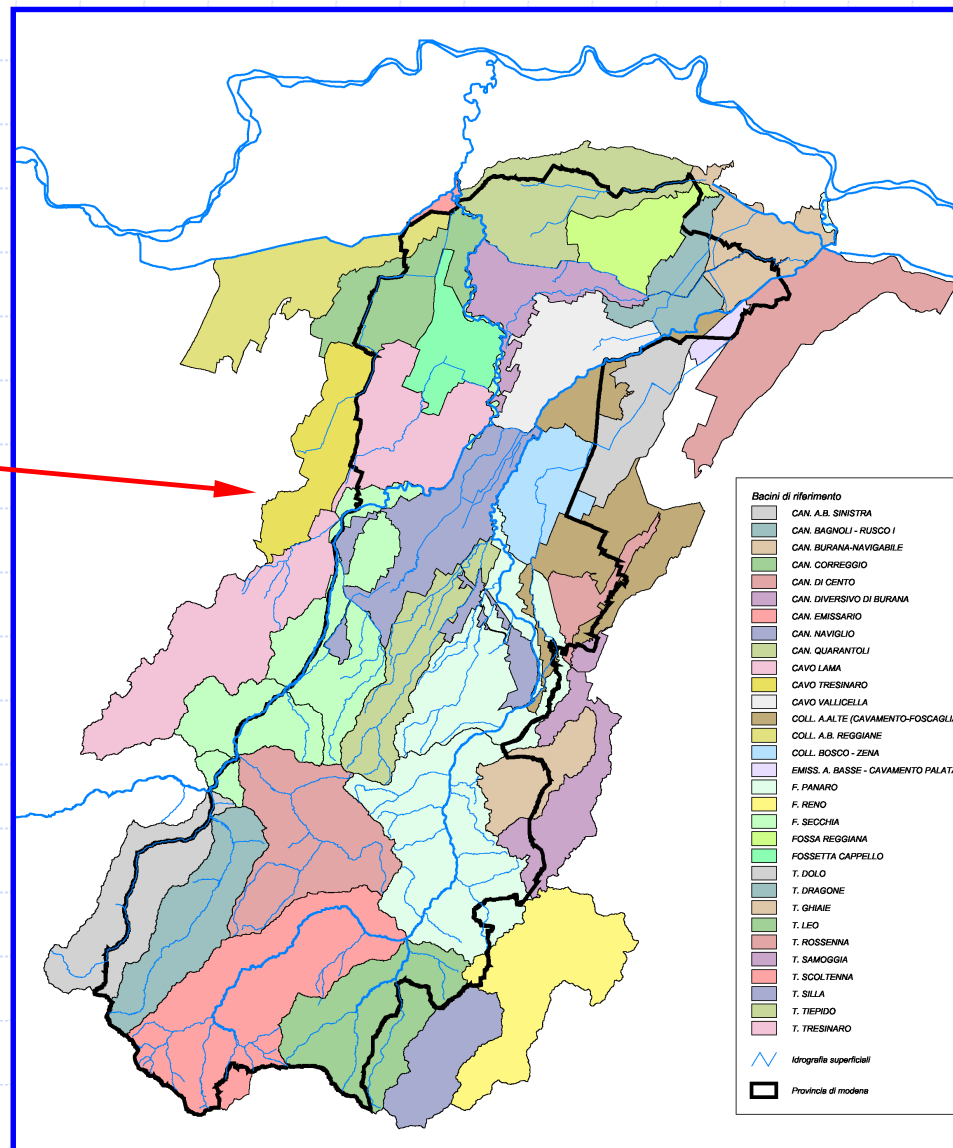 Bacini di riferimento
CAN. A.B. SINISTRA
CAN. BAGNOLI - RUSCO I
CAN. BURANA-NAVIGABILE
CAN. CORREGGIO
CAN. DI CENTO
CAN. DIVERSIVO DI BURANA
CAN. EMISSARIO
CAN. NAVIGLIO
CAN. QUARANTOLI
CAVO LAMA
CAVO TRESINARO
CAVO VALLICELLA
COLL. A.ALTE (CAVAMENTO-FOSCAGLIA
COLL. A.B. REGGIANE
COLL. BOSCO - ZENA
EMISS. A. BASSE - CAVAMENTO PALATA
F. PANARO
F. RENO
F. SECCHIA
FOSSA REGGIANA
FOSSETTA CAPPELLO
T. DOLO
T. DRAGONE
T. GHIAIE
T. LEO
T. ROSSENNA
T. SAMOGGIA
T. SCOLTENNA
T. SILLA
T. TIEPIDO
T. TRESINARO
Idrografia superficiali
Provincia di modena